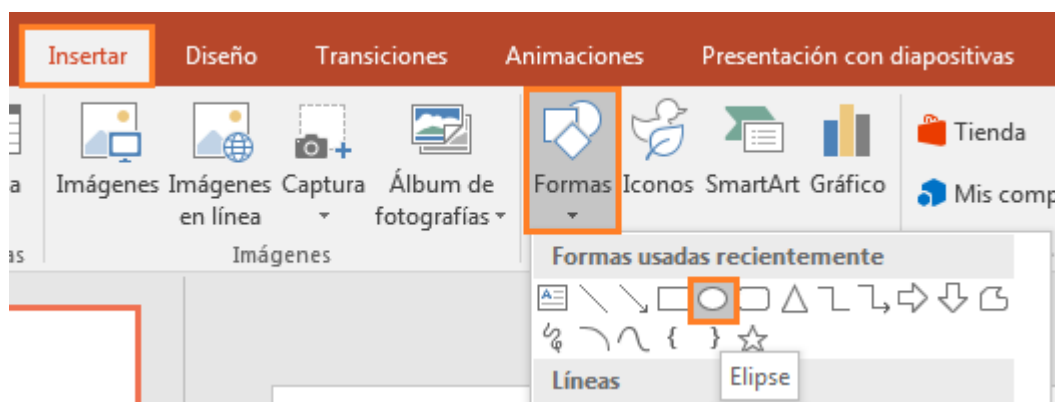 Insertar Diseño Transiciones Animaciones Presentación con diapositivas
Imágenes Imágenes en línea Captura Álbum de fotografías Formas Iconos SmartArt Gráfico
Tienda
Mis comp
Imágenes
Formas usadas recientemente
Elipse
Líneas